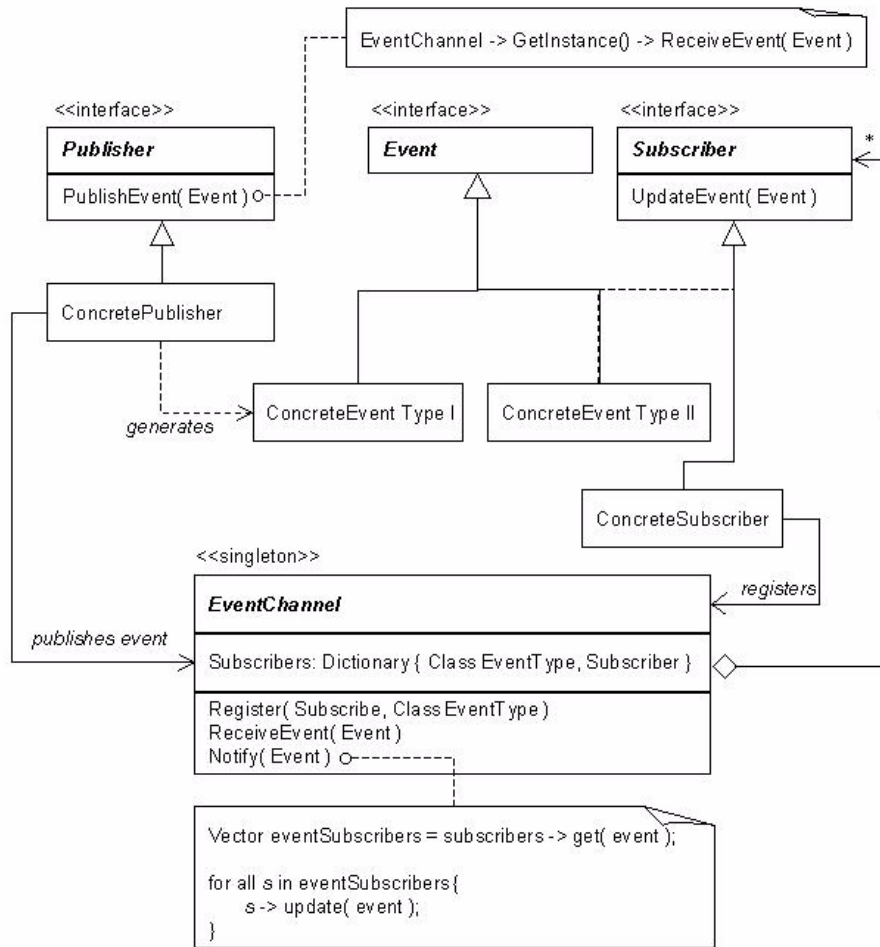 EventChannel -> GetInstance() -> ReceiveEvent( Event )
<<interface>>
Publisher
PublishEvent( Event )
<<interface>>
Event
<<interface>>
Subscriber
UpdateEvent( Event )
*
ConcretePublisher
generates
ConcreteEvent Type I
ConcreteEvent Type II
ConcreteSubscriber
registers
publishes event
<<singleton>>
EventChannel
Subscribers: Dictionary { Class EventType, Subscriber }
Register( Subscribe, Class EventType )
ReceiveEvent( Event )
Notify( Event )
Vector eventSubscribers = subscribers -> get( event );
for all s in eventSubscribers{
s -> update( event );
}